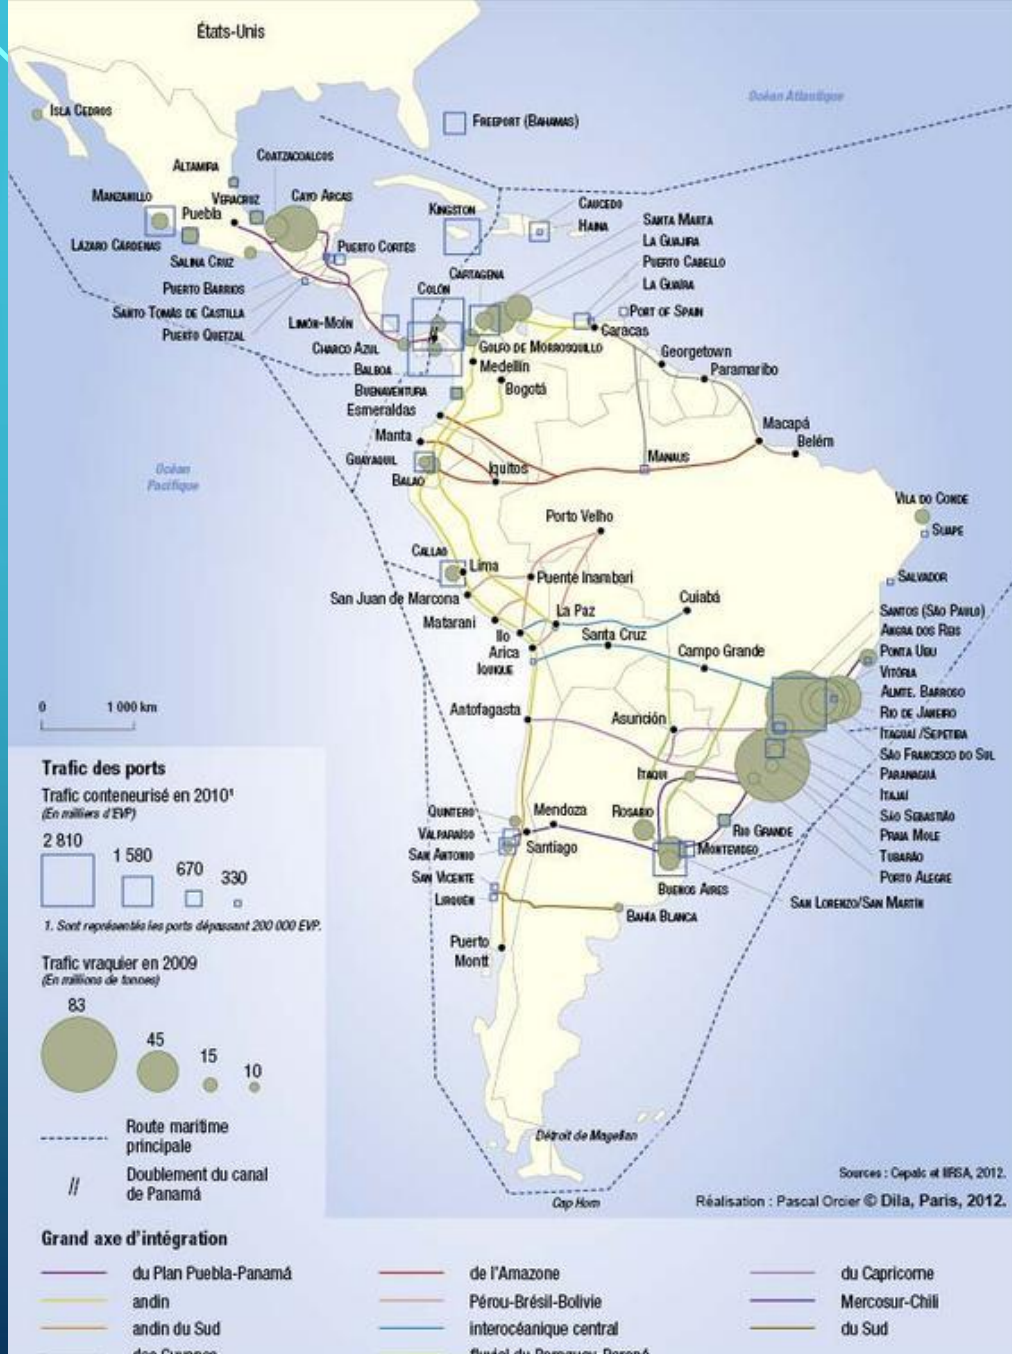 États-Unis
Océan Atlantique
ISLA CEDROS
FREEPORT (BAHAMAS)
COATZACOALCOS
ALTAMIRA
MANZANILLO
VERACRUZ
CAYO ARCAS
Puebla
KINGSTON
CAUCEDO
HAINA
SANTA MARTA
LA GUAJIRA
LÁZARO CÁRDENAS
PUERTO CORTÉS
PUERTO CABELLO
SALINA CRUZ
CARTAGENA
LA GUAIRA
PUERTO BARRIOS
COLÓN
SANTO TOMÁS DE CASTILLA
PORT OF SPAIN
LIMÓN-MOÍN
Caracas
PUERTO QUETZAL
CHARCO AZUL
GOLFO DE MORROSQUILLO
Georgetown
BALBOA
Medellín
Paramaribo
BUENAVENTURA
Bogotá
Esmeraldas
Macapá
Manta
Belém
GUAYAQUIL
MANAUS
Océan
Pacifique
Iquitos
BALAO
VILA DO CONDE
Porto Velho
SUAPE
CALLAO
Lima
Puente Inambari
SALVADOR
San Juan de Marcona
Cuiabá
La Paz
SANTOS (SÃO PAULO)
Matarani
Ilo
Santa Cruz
ANGRA DOS REIS
Arica
Campo Grande
PONTA UBU
IQUIQUE
VITÓRIA
ALMTE. BARROSO
0 1 000 km
Antofagasta
Asunción
RIO DE JANEIRO
ITAGUAÍ /SEPETIBA
SÃO FRANCISCO DO SUL
Trafic des ports
ITAQUI
PARANAGUÁ
Trafic conteneurisé en 2010¹
ITAJAÍ
(En milliers d'EVP)
QUINTERO
Mendoza
ROSARIO
SÃO SEBASTIÃO
2 810
VALPARAÍSO
RIO GRANDE
PRAIA MOLE
1 580
SAN ANTONIO
Santiago
MONTEVIDEO
TUBARÃO
670
SAN VICENTE
PORTO ALEGRE
330
LIRQUÉN
BUENOS AIRES
SAN LORENZO/SAN MARTÍN
1. Sont représentés les ports dépassant 200 000 EVP.
BAHÍA BLANCA
Puerto
Montt
Trafic vraquier en 2009
(En millions de tonnes)
83
45
15
10
Route maritime
principale
Détroit de Magellan
Doublement du canal
de Panamá
Sources : Cepalc et IIRSA, 2012.
Cap Horn
Réalisation : Pascal Orcier © Dila, Paris, 2012.
Grand axe d'intégration
du Plan Puebla-Panamá
de l'Amazone
du Capricorne
andin
Pérou-Brésil-Bolivie
Mercosur-Chili
andin du Sud
interocéanique central
du Sud